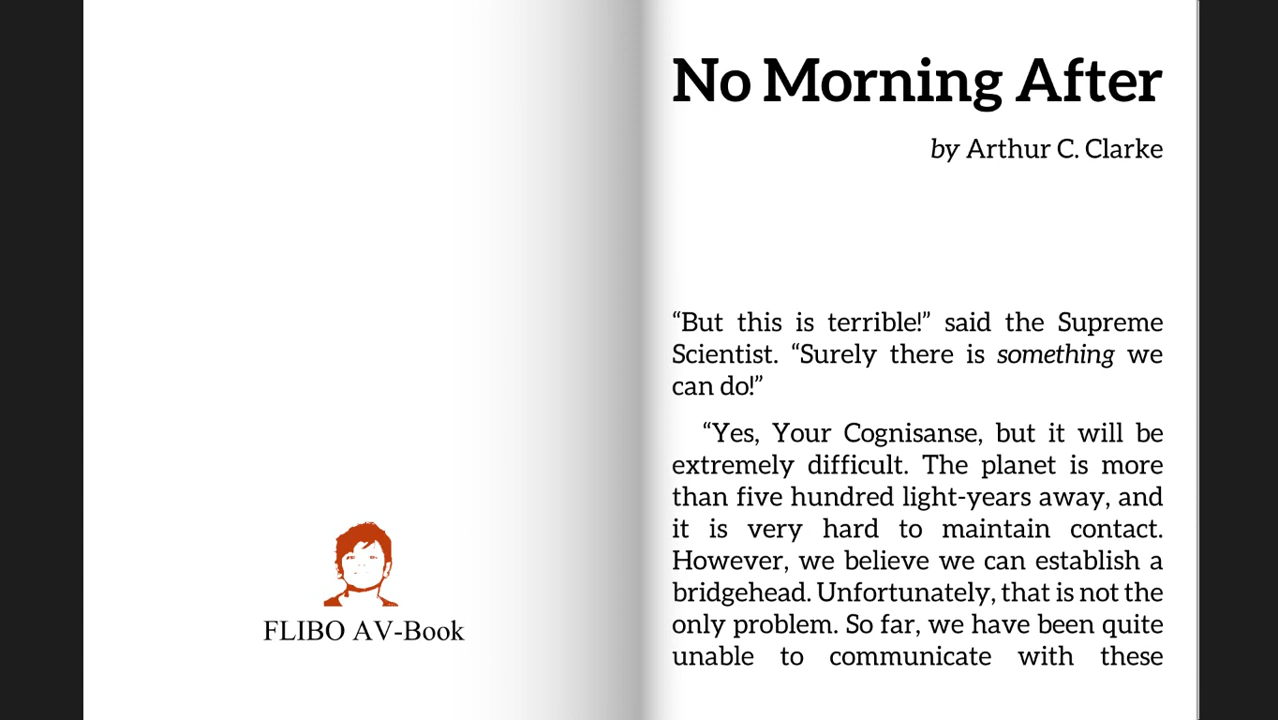 FLIBO AV-Book
No Morning After
by Arthur C. Clarke
“But this is terrible!” said the Supreme
Scientist. “Surely there is something we
can do!”
“Yes, Your Cognisanse, but it will be
extremely difficult. The planet is more
than five hundred light-years away, and
it is very hard to maintain contact.
However, we believe we can establish a
bridgehead. Unfortunately, that is not the
only problem. So far, we have been quite
unable to communicate with these